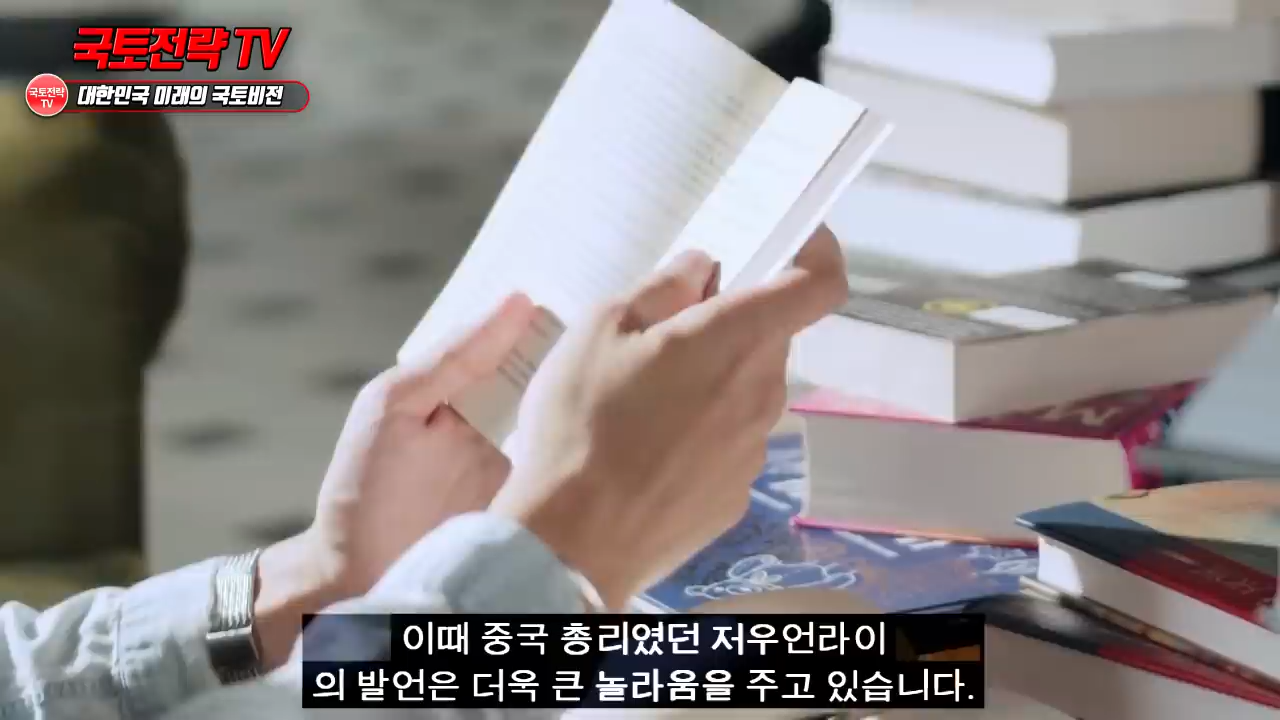 국토전략 TV
국토전략
TV
대한민국 미래의 국토비전
이때 중국 총리였던 저우언라이
의 발언은 더욱 큰 놀라움을 주고 있습니다.